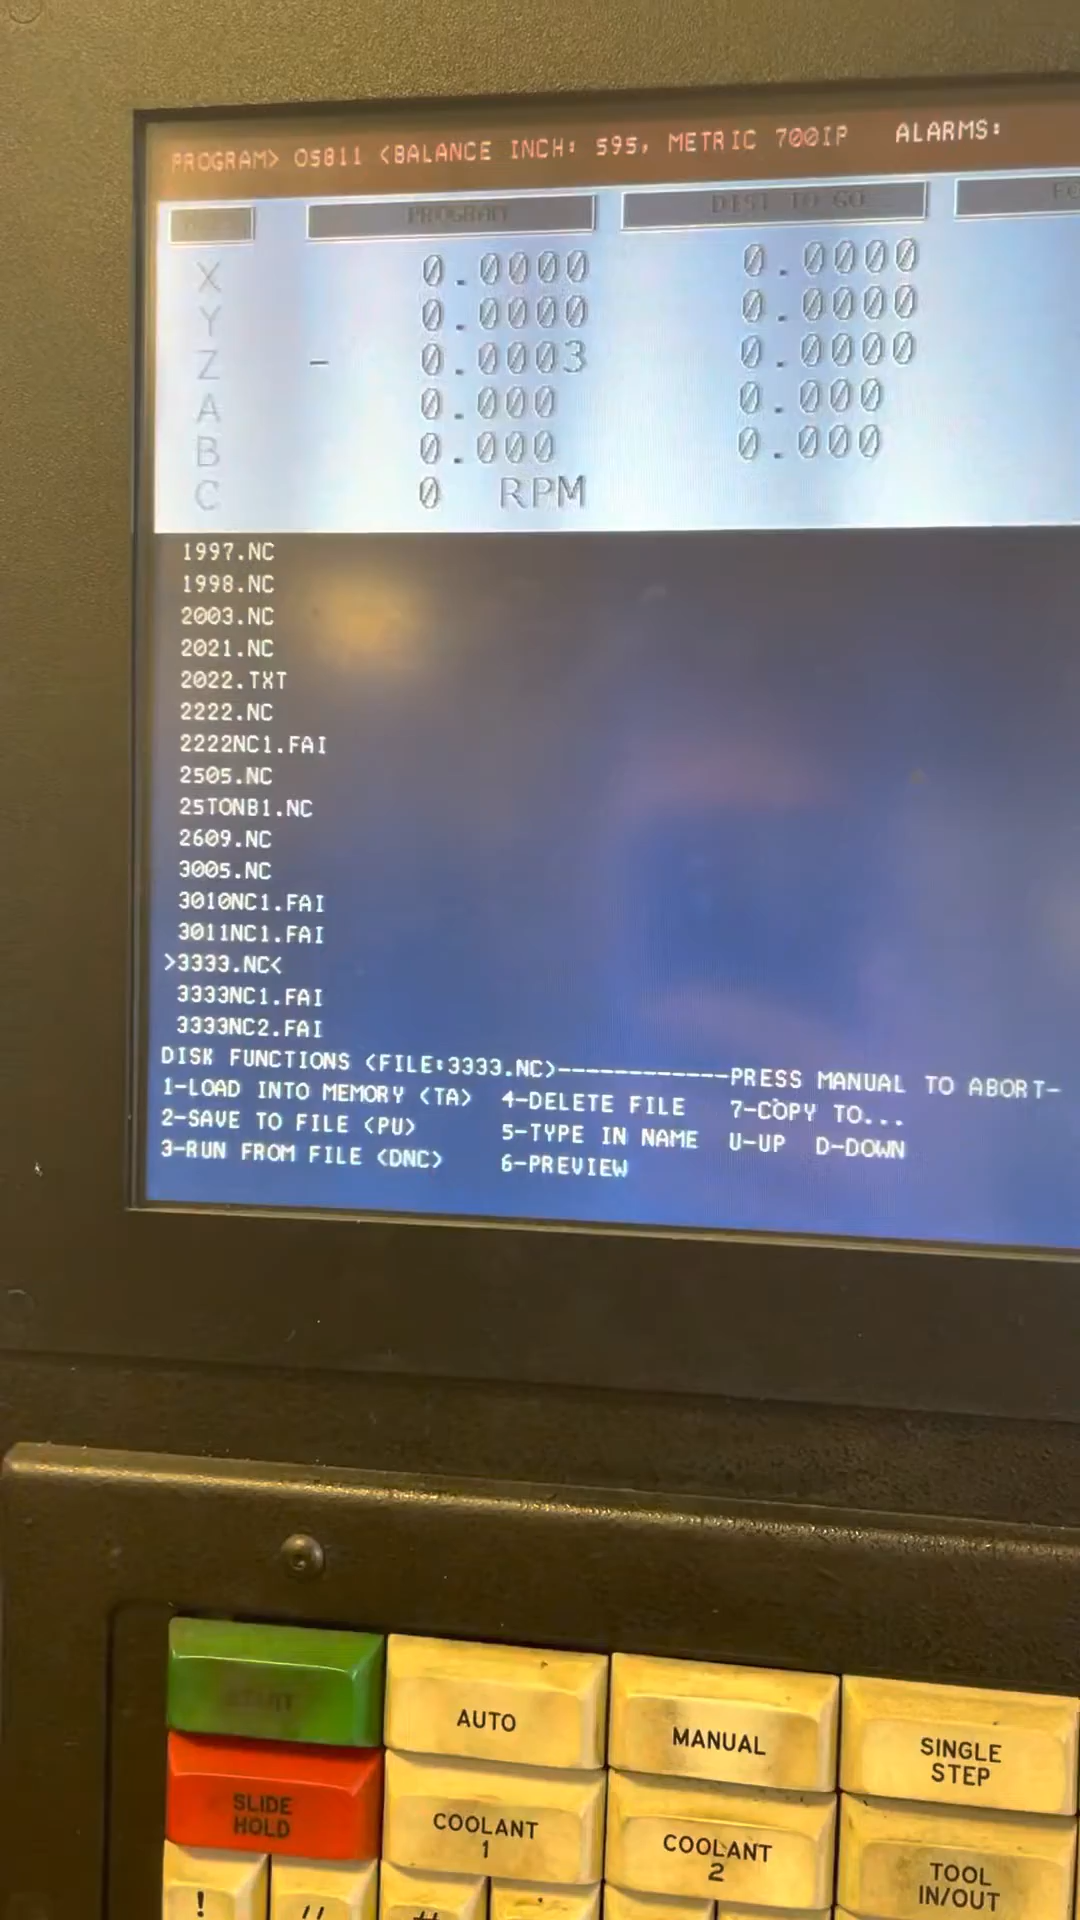 PROGRAM> O5811 (BALANCE INCH: 595, METRIC 700IP ALARMS:
PROGRAM DIST TO GO
X 0.0000 0.0000
Y 0.0000 0.0000
Z - 0.0003 0.0000
A 0.000 0.000
B 0.000 0.000
C 0 RPM
1997.NC
1998.NC
2003.NC
2021.NC
2022.TXT
2222.NC
2222NC1.FAI
2505.NC
25TONB1.NC
2609.NC
3005.NC
3010NC1.FAI
3011NC1.FAI
>3333.NC<
3333NC1.FAI
3333NC2.FAI
DISK FUNCTIONS (FILE:3333.NC)------------PRESS MANUAL TO ABORT-
1-LOAD INTO MEMORY (TA) 4-DELETE FILE 7-COPY TO...
2-SAVE TO FILE (PU) 5-TYPE IN NAME U-UP D-DOWN
3-RUN FROM FILE (DNC) 6-PREVIEW
START AUTO MANUAL SINGLE STEP
SLIDE HOLD COOLANT 1 COOLANT 2 TOOL IN/OUT
! " #